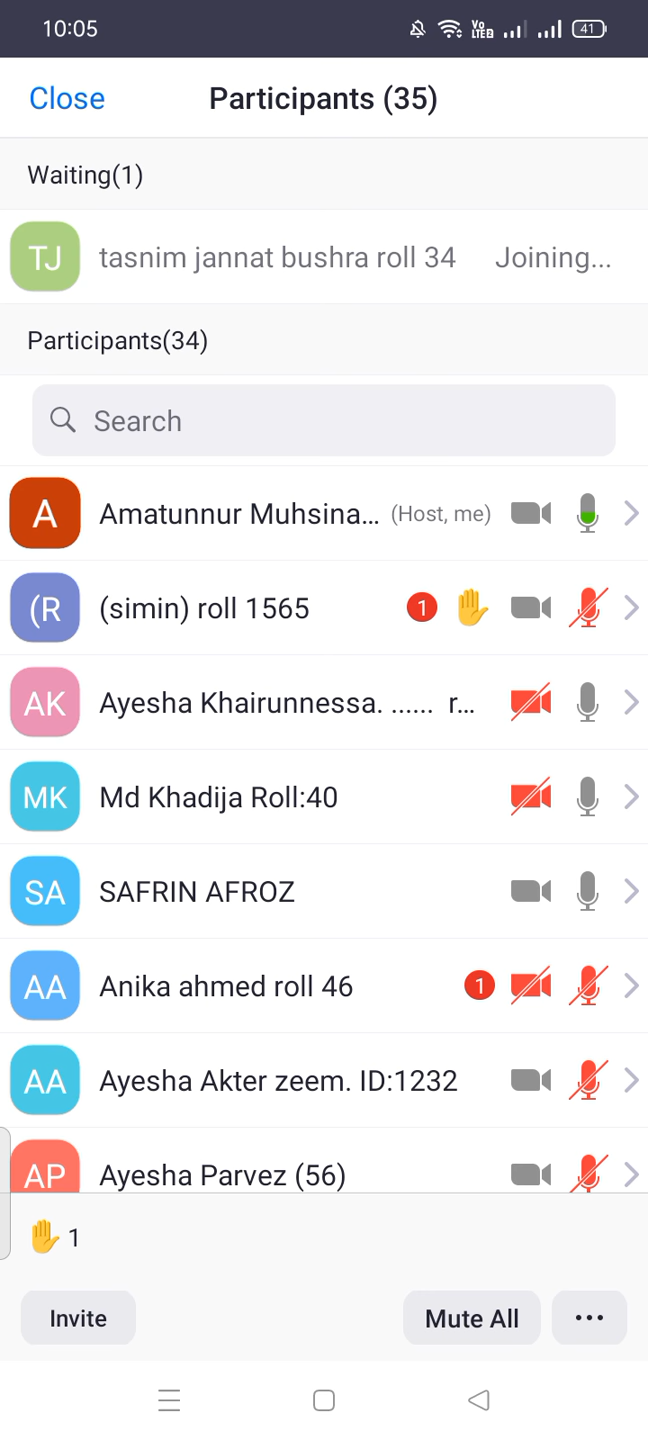 10:05
Vo LTE2
41
Close
Participants (35)
Waiting(1)
TJ
tasnim jannat bushra roll 34
Joining...
Participants(34)
Search
A
Amatunnur Muhsina... (Host, me)
(R
(simin) roll 1565
1
AK
Ayesha Khairunnessa. ...... r...
MK
Md Khadija Roll:40
SA
SAFRIN AFROZ
AA
Anika ahmed roll 46
1
AA
Ayesha Akter zeem. ID:1232
AP
Ayesha Parvez (56)
1
Invite
Mute All
...